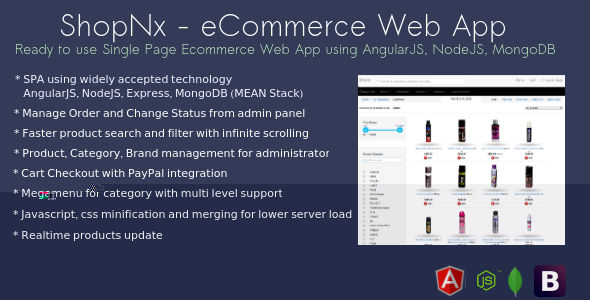 ShopNx - eCommerce Web App
Ready to use Single Page Ecommerce Web App using AngularJS, NodeJS, MongoDB
* SPA using widely accepted technology
AngularJS, NodeJS, Express, MongoDB (MEAN Stack)
* Manage Order and Change Status from admin panel
* Faster product search and filter with infinite scrolling
* Product, Category, Brand management for administrator
* Cart Checkout with PayPal integration
* Megamenu for category with multi level support
* Javascript, css minification and merging for lower server load
* Realtime products update
A
JS
B